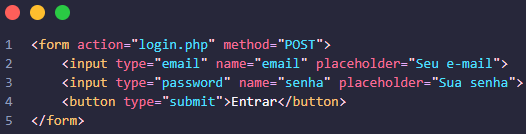 1 <form action="login.php" method="POST">
2 <input type="email" name="email" placeholder="Seu e-mail">
3 <input type="password" name="senha" placeholder="Sua senha">
4 <button type="submit">Entrar</button>
5 </form>